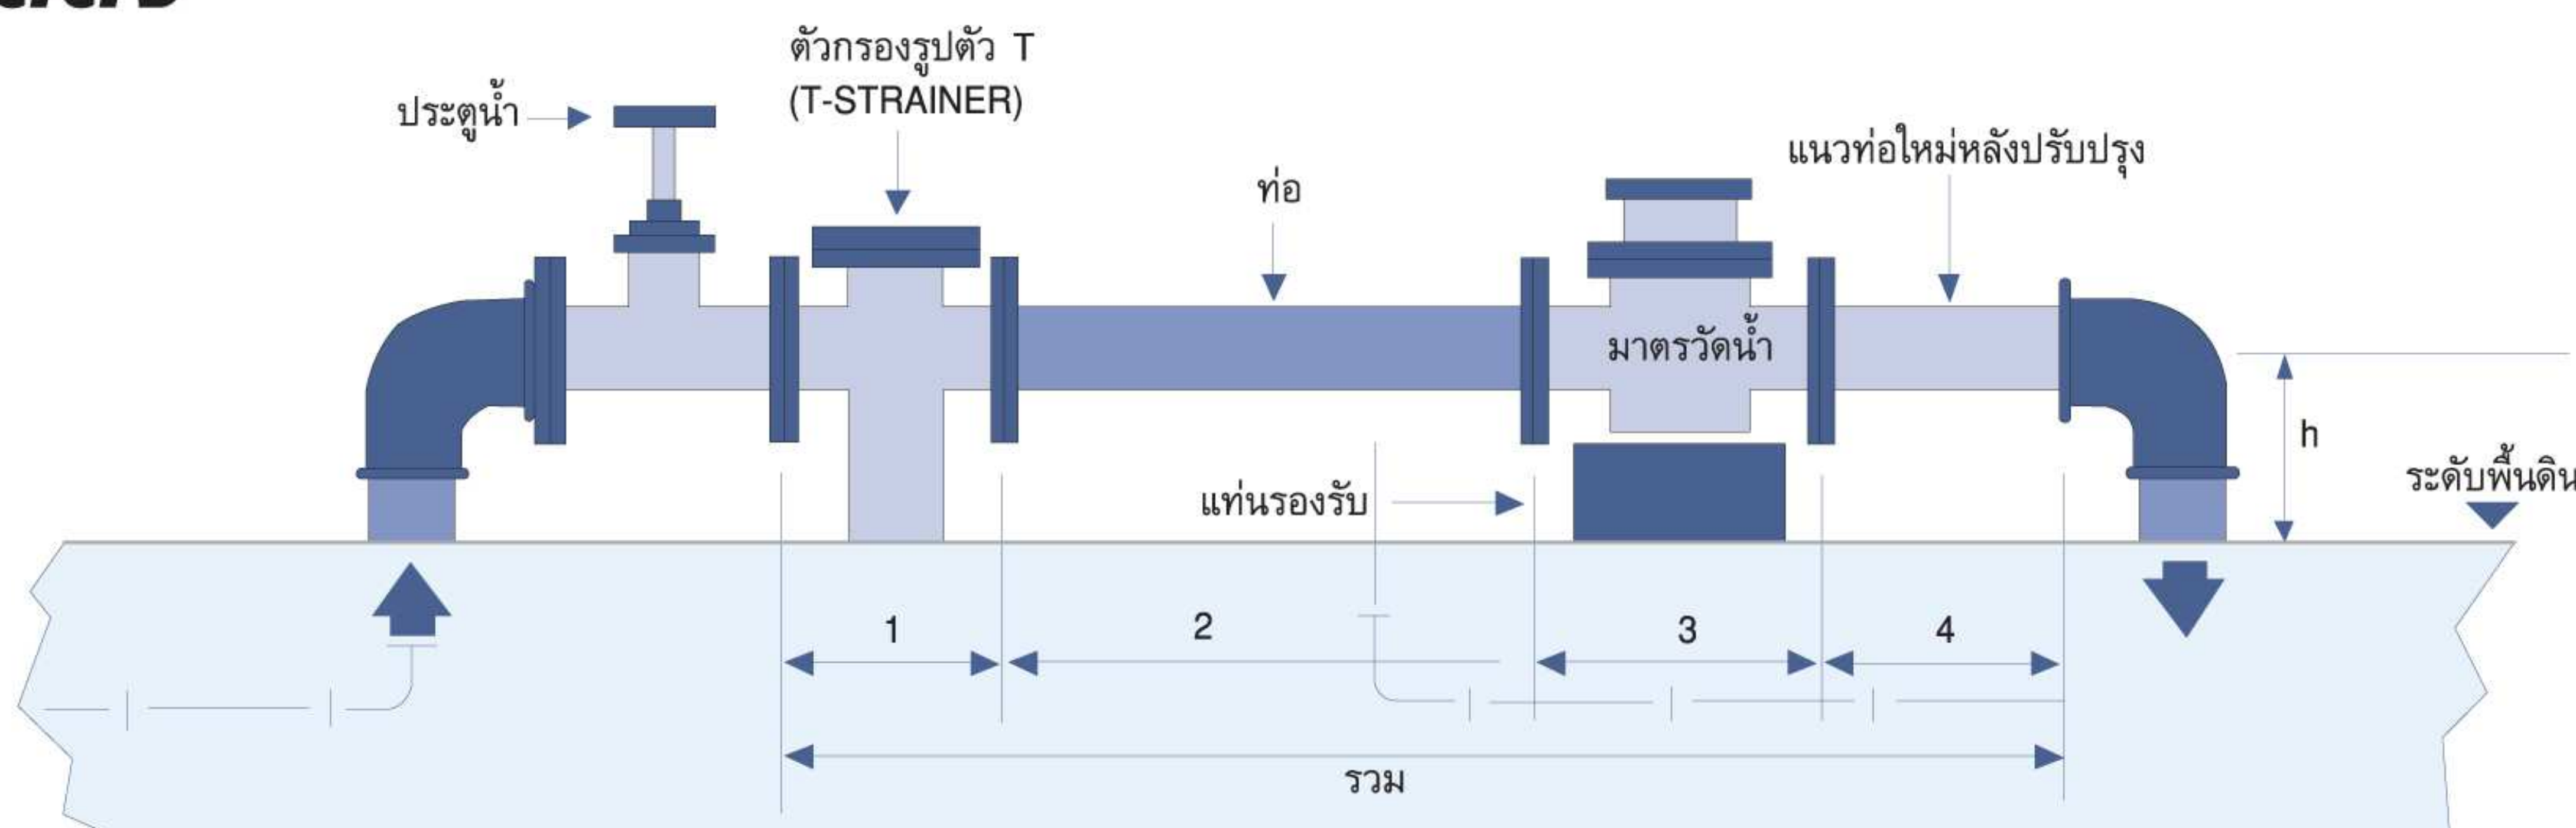 ตัวกรองรูปตัว T
(T-STRAINER)
ประตูน้ำ
แนวท่อใหม่หลังปรับปรุง
ท่อ
มาตรวัดน้ำ
h
ระดับพื้นดิน
แท่นรองรับ
1
2
3
4
รวม